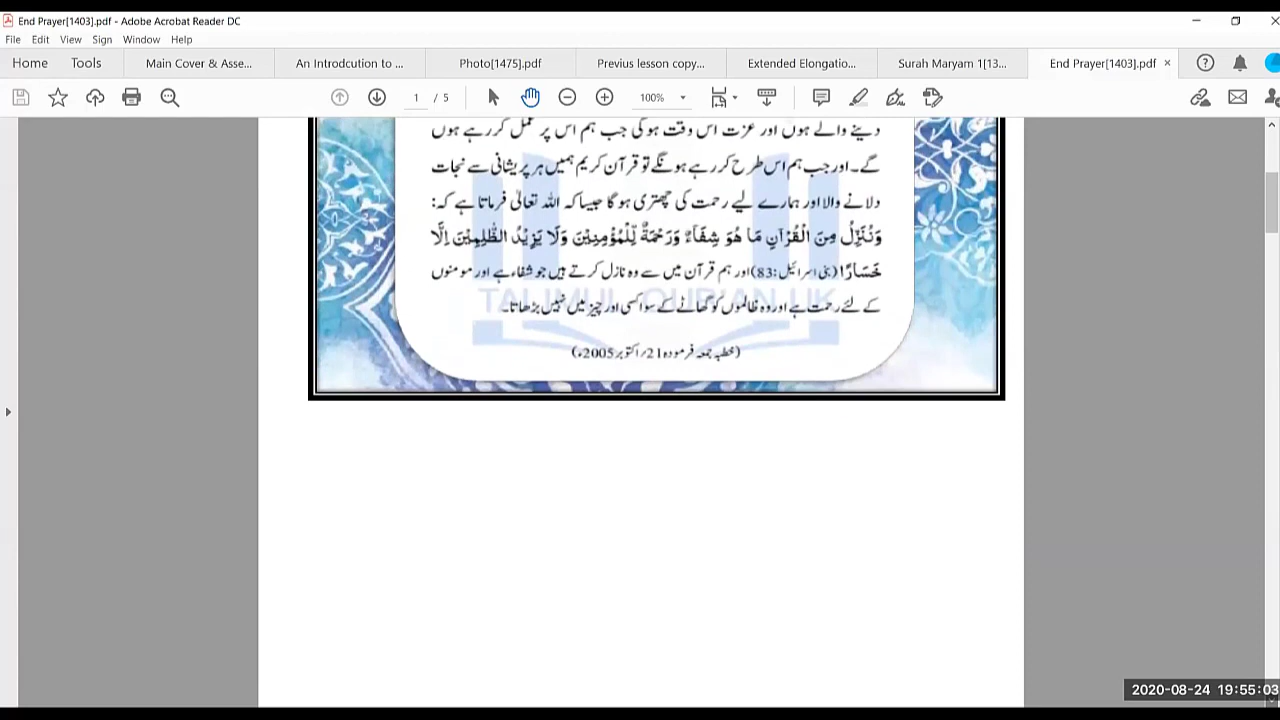 End Prayer[1403].pdf - Adobe Acrobat Reader DC
File Edit View Sign Window Help
Home Tools Main Cover & Asse... An Introdcution to ... Photo[1475].pdf Previus lesson copy... Extended Elongatio... Surah Maryam 1[13... End Prayer[1403].pdf ×
1 / 5 100%
دینے والے ہوں اور عزت اس وقت ہوگی جب ہم اس پر عمل کررہے ہوں
گے۔اور جب ہم اس طرح کر رہے ہونگے تو قرآن کریم ہمیں ہر پریشانی سے نجات
دلانے والا اور ہمارے لیے رحمت کی چھتری ہوگا جیسا کہ اللہ تعالیٰ فرماتا ہے کہ:
وَنُنَزِّلُ مِنَ الْقُرْآنِ مَا هُوَ شِفَآءٌ وَّرَحْمَةٌ لِّلْمُؤْمِنِيْنَ وَلَا يَزِيْدُ الظّٰلِمِيْنَ اِلَّا
خَسَارًا (بنی اسرائیل:83)اور ہم قرآن میں سے وہ نازل کرتے ہیں جو شفاء ہے اور مومنوں
کے لئے رحمت ہے اور وہ ظالموں کو گھاٹے کے سوا کسی اور چیز میں نہیں بڑھاتا۔
TALIMUL QURAN UK
(خطبہ جمعہ فرمودہ 21؍اکتوبر 2005ء)
2020-08-24 19:55:03